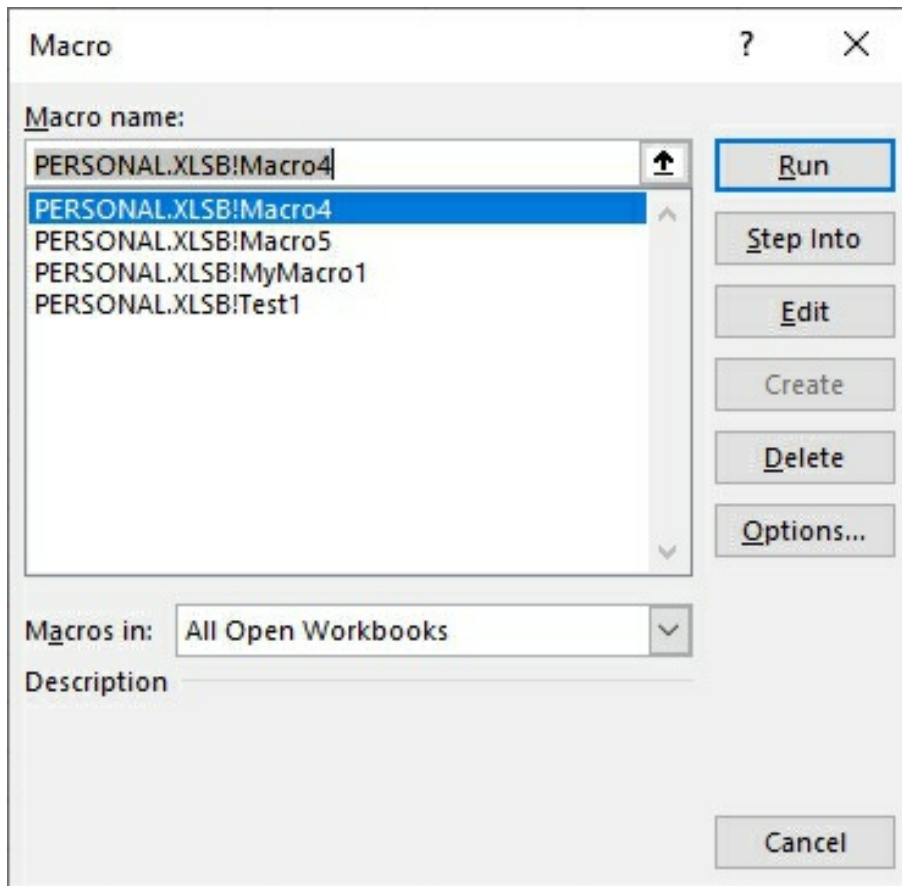 Macro
?
Macro name:
PERSONAL.XLSB!Macro4
PERSONAL.XLSB!Macro4
PERSONAL.XLSB!Macro5
PERSONAL.XLSB!MyMacro1
PERSONAL.XLSB!Test1
Run
Step Into
Edit
Create
Delete
Options...
Macros in: All Open Workbooks
Description
Cancel